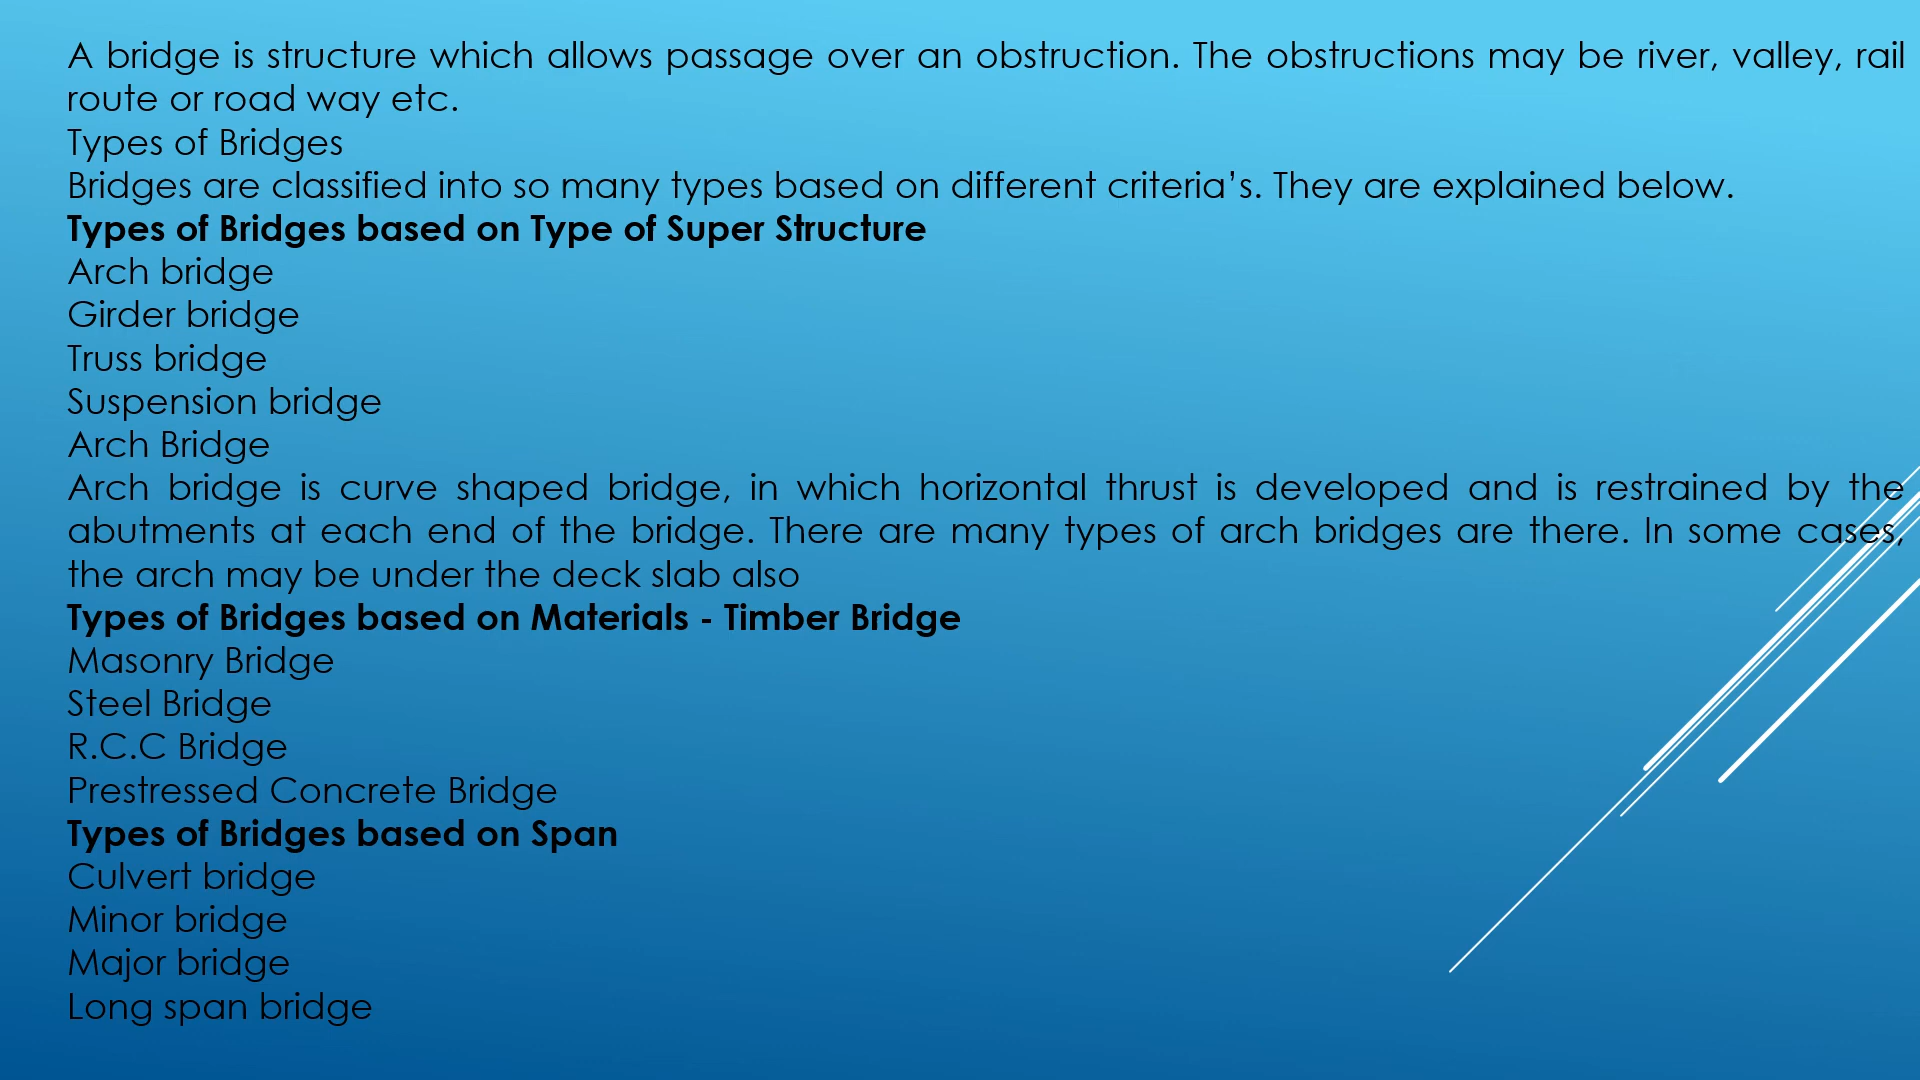 A bridge is structure which allows passage over an obstruction. The obstructions may be river, valley, rail
route or road way etc.
Types of Bridges
Bridges are classified into so many types based on different criteria’s. They are explained below.
Types of Bridges based on Type of Super Structure
Arch bridge
Girder bridge
Truss bridge
Suspension bridge
Arch Bridge
Arch bridge is curve shaped bridge, in which horizontal thrust is developed and is restrained by the
abutments at each end of the bridge. There are many types of arch bridges are there. In some cases,
the arch may be under the deck slab also
Types of Bridges based on Materials - Timber Bridge
Masonry Bridge
Steel Bridge
R.C.C Bridge
Prestressed Concrete Bridge
Types of Bridges based on Span
Culvert bridge
Minor bridge
Major bridge
Long span bridge